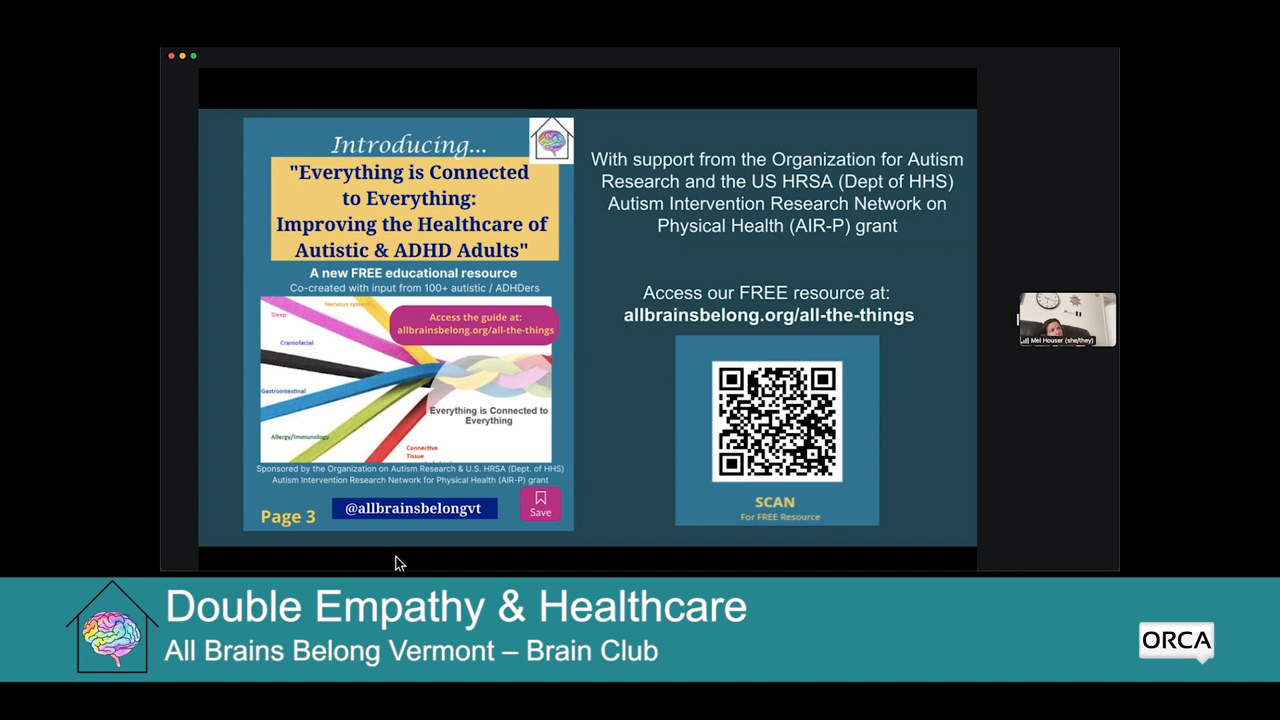 Introducing...
"Everything is Connected
to Everything:
Improving the Healthcare of
Autistic & ADHD Adults"
A new FREE educational resource
Co-created with input from 100+ autistic / ADHDers
Nervous system
Sleep
Craniofacial
Gastrointestinal
Allergy/Immunology
Connective
Tissue
Access the guide at:
allbrainsbelong.org/all-the-things
Everything is Connected to
Everything
Sponsored by the Organization on Autism Research & U.S. HRSA (Dept. of HHS)
Autism Intervention Research Network for Physical Health (AIR-P) grant
Page 3
@allbrainsbelongvt
Save
With support from the Organization for Autism
Research and the US HRSA (Dept of HHS)
Autism Intervention Research Network on
Physical Health (AIR-P) grant
Access our FREE resource at:
allbrainsbelong.org/all-the-things
SCAN
For FREE Resource
Mel Houser (she/they)
Double Empathy & Healthcare
All Brains Belong Vermont – Brain Club
ORCA